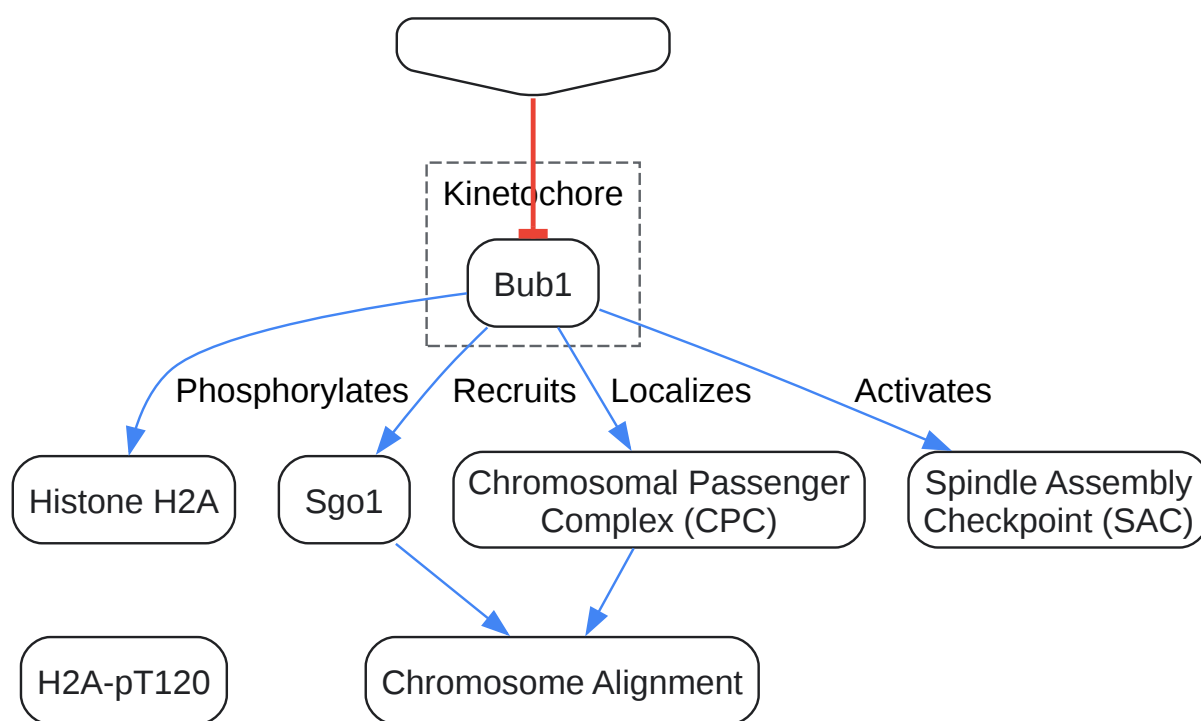 Kinetochore
Bub1
Phosphorylates
Recruits
Localizes
Activates
Histone H2A
Sgo1
Chromosomal Passenger
Complex (CPC)
Spindle Assembly
Checkpoint (SAC)
H2A-pT120
Chromosome Alignment